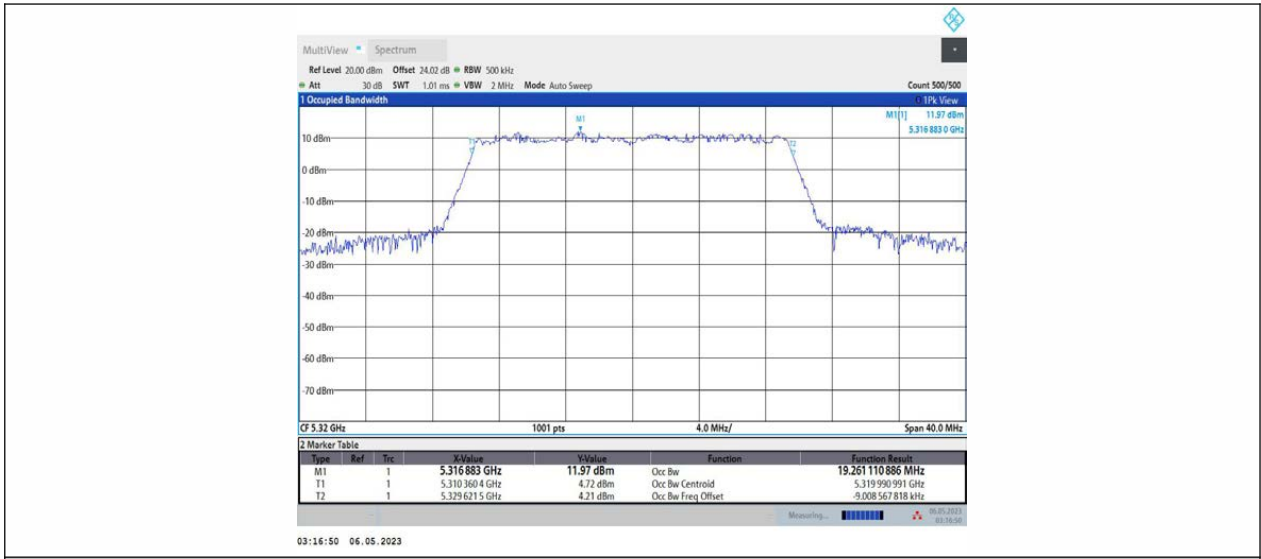 MultiView Spectrum
Ref Level 20.00 dBm Offset 24.02 dB RBW 500 kHz
Att 30 dB SWT 1.01 ms VBW 2 MHz Mode Auto Sweep Count 500/500
1 Occupied Bandwidth 1Pk View
M1[1] 11.97 dBm
5.316 883 0 GHz
M1
10 dBm
T1
T2
0 dBm
-10 dBm
-20 dBm
-30 dBm
-40 dBm
-50 dBm
-60 dBm
-70 dBm
CF 5.32 GHz 1001 pts 4.0 MHz/ Span 40.0 MHz
2 Marker Table
Type Ref Trc X-Value Y-Value Function Function Result
M1 1 5.316 883 GHz 11.97 dBm Occ Bw 19.261 110 886 MHz
T1 1 5.310 360 4 GHz 4.72 dBm Occ Bw Centroid 5.319 990 991 GHz
T2 1 5.329 621 5 GHz 4.21 dBm Occ Bw Freq Offset -9.008 567 818 kHz
Measuring... 06.05.2023
03:16:50
03:16:50 06.05.2023